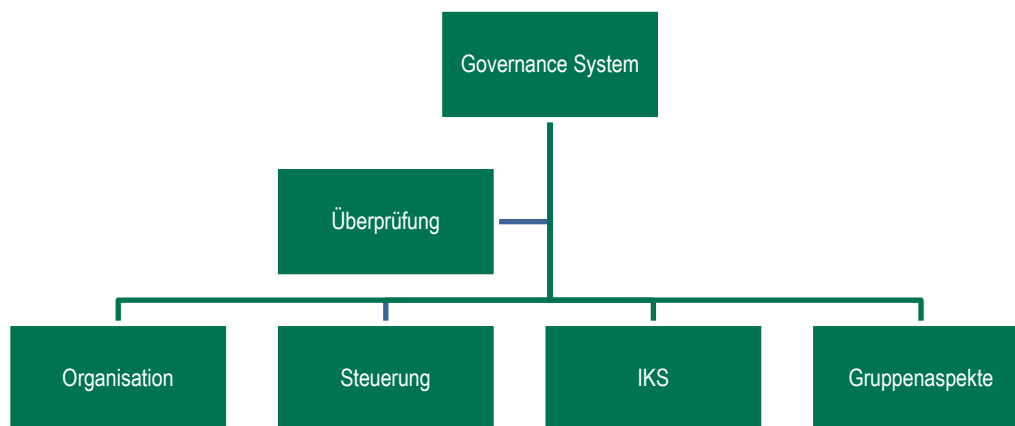 Governance System
Überprüfung
Organisation
Steuerung
IKS
Gruppenaspekte